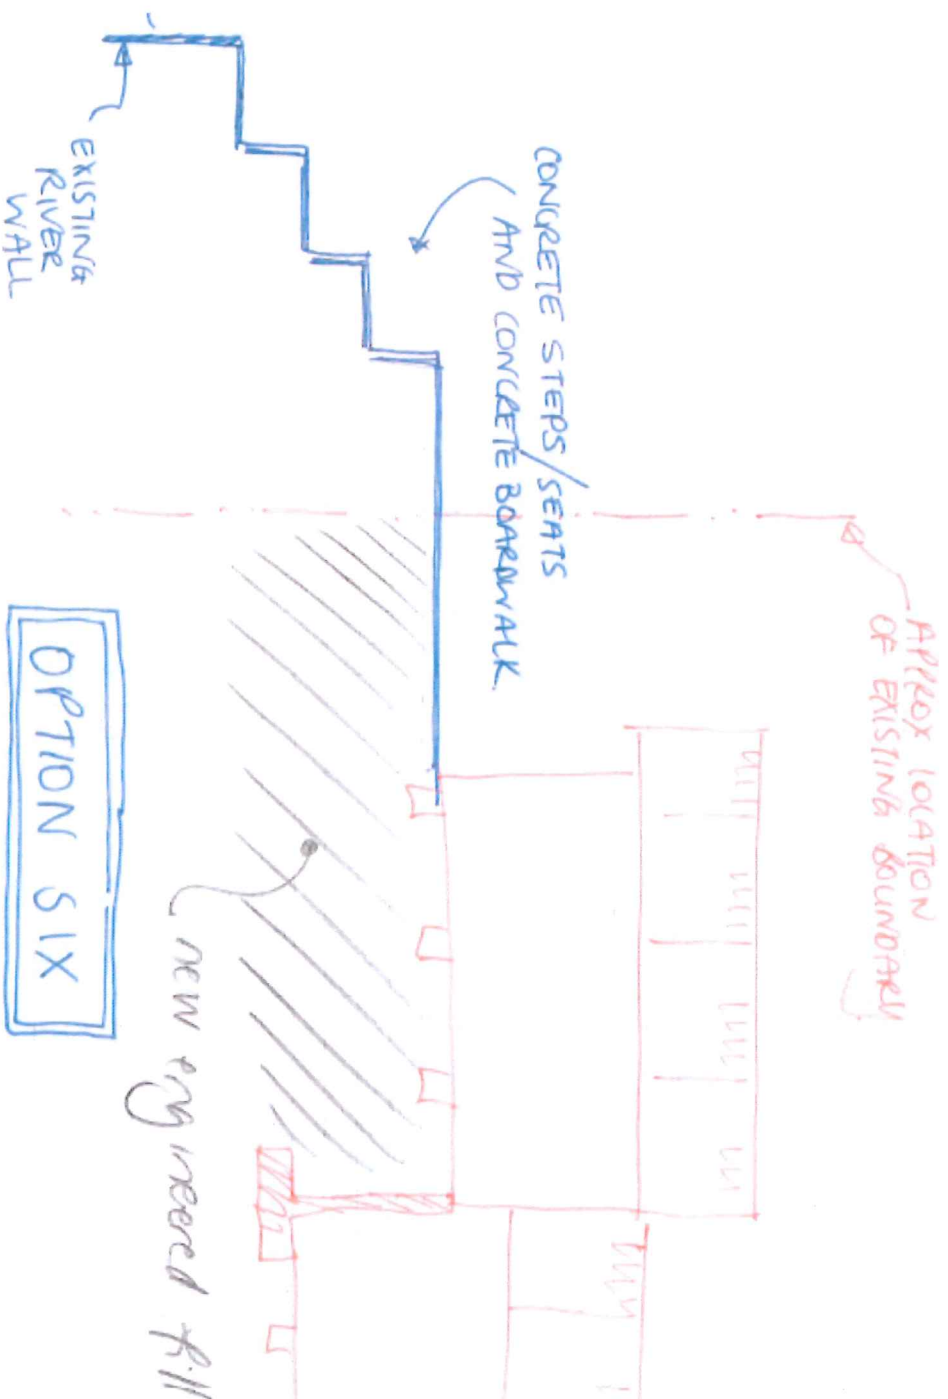 APPROX LOCATION
OF EXISTING BOUNDARY
CONCRETE STEPS/SEATS
AND CONCRETE BOARDWALK.
EXISTING
RIVER
WALL
new engineered fill
OPTION SIX